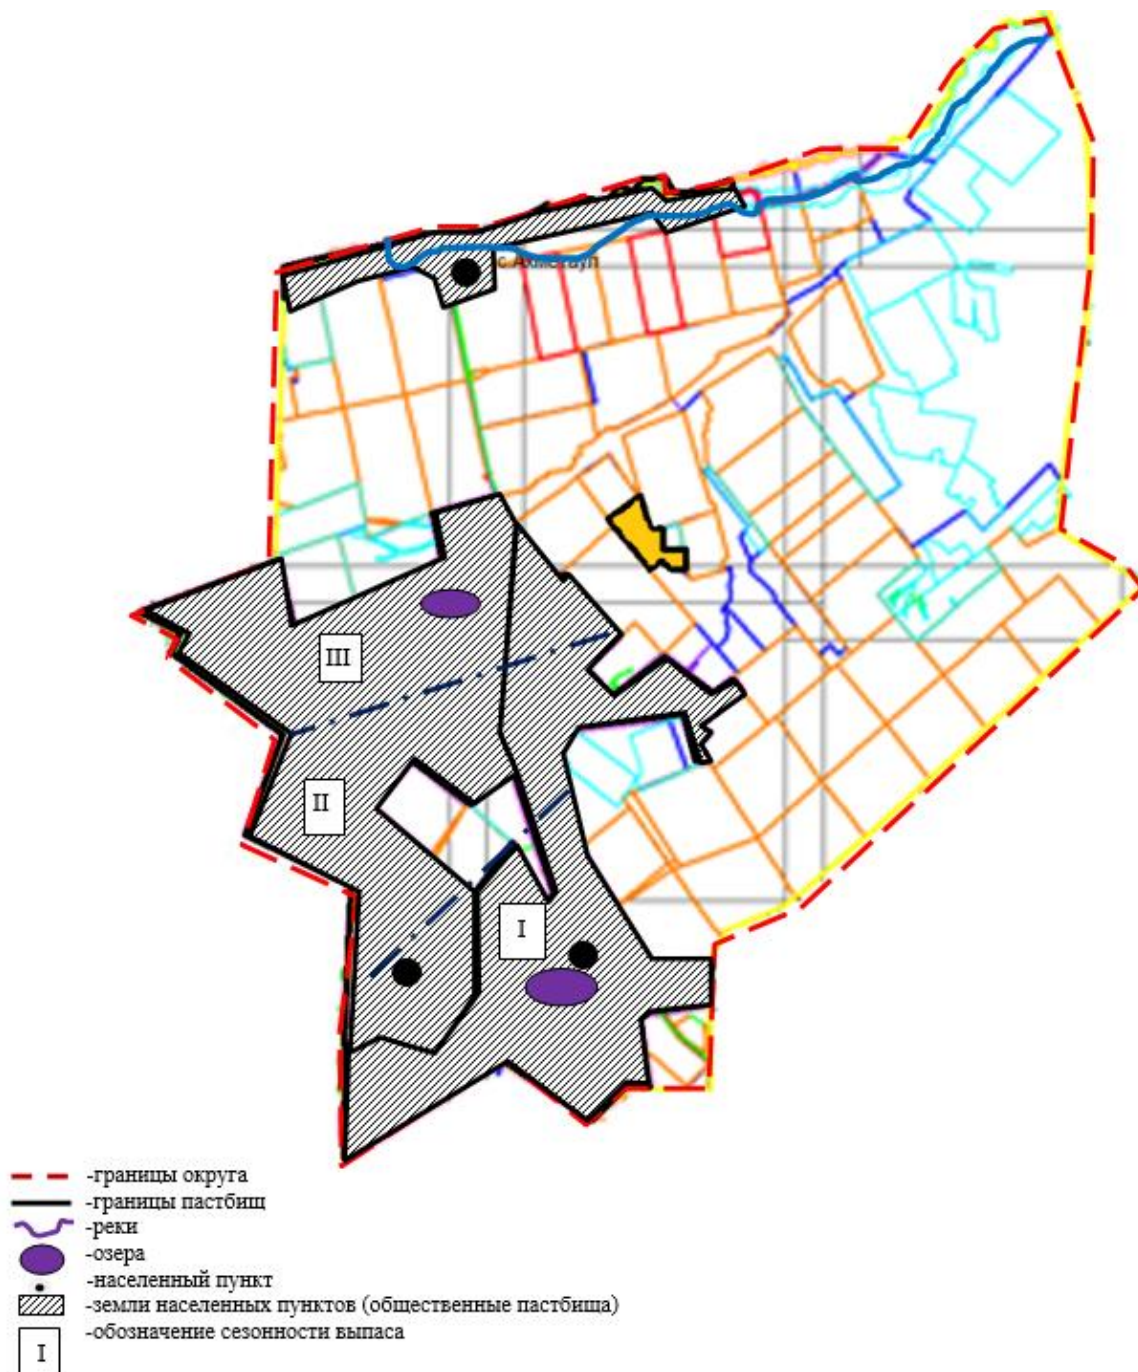 III
II
I
-границы округа
-границы пастбищ
-реки
-озера
-населенный пункт
-земли населенных пунктов (общественные пастбища)
-обозначение сезонности выпаса
I